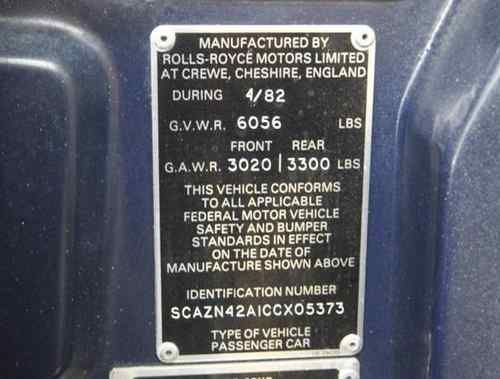 MANUFACTURED BY
ROLLS-ROYCE MOTORS LIMITED
AT CREWE, CHESHIRE, ENGLAND
DURING 4/82
G.V.W.R. 6056 LBS
FRONT REAR
G.A.W.R. 3020 | 3300 LBS
THIS VEHICLE CONFORMS
TO ALL APPLICABLE
FEDERAL MOTOR VEHICLE
SAFETY AND BUMPER
STANDARDS IN EFFECT
ON THE DATE OF
MANUFACTURE SHOWN ABOVE
IDENTIFICATION NUMBER
SCAZN42A1CCX05373
TYPE OF VEHICLE
PASSENGER CAR